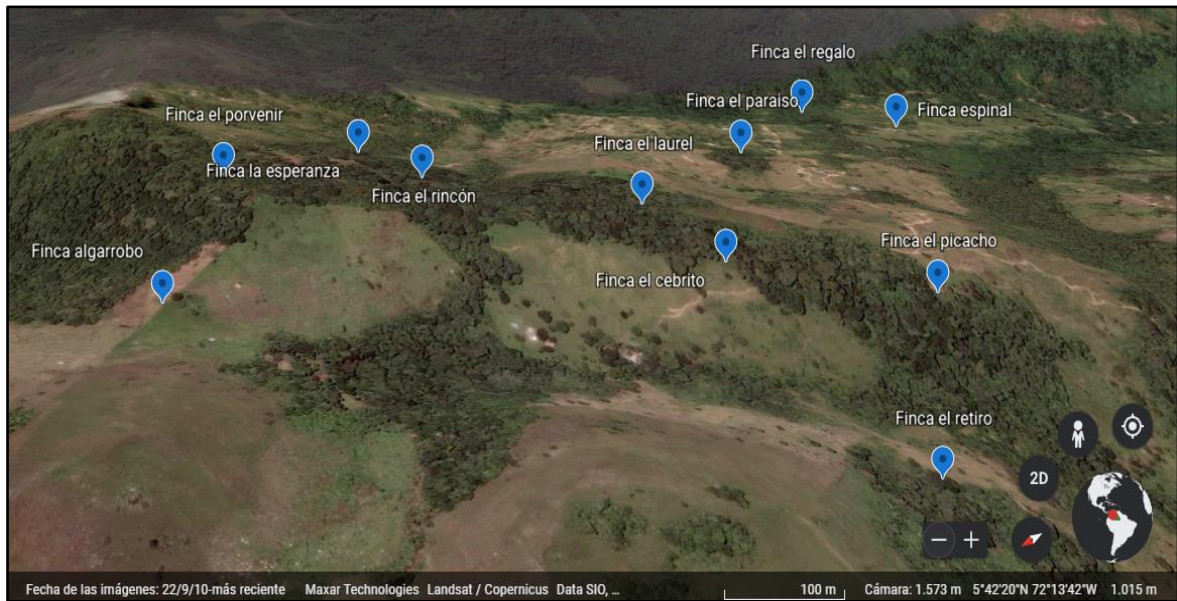 Finca el regalo
Finca el paraiso
Finca espinal
Finca el porvenir
Finca el laurel
Finca la esperanza
Finca el rincón
Finca algarrobo
Finca el picacho
Finca el cebrito
Finca el retiro
2D
Fecha de las imágenes: 22/9/10-más reciente Maxar Technologies Landsat / Copernicus Data SIO, ... 100 m Cámara: 1.573 m 5°42'20"N 72°13'42"W 1.015 m